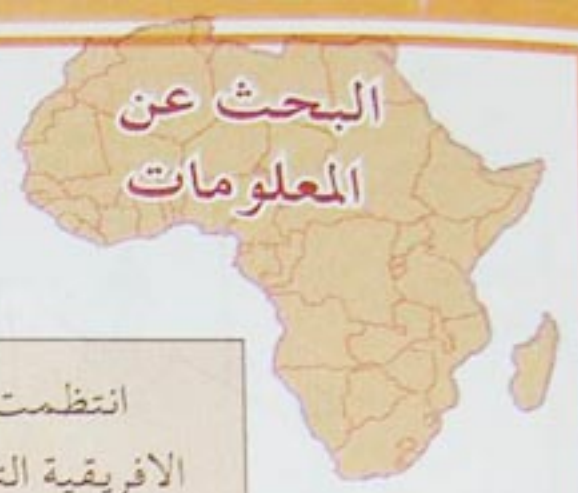 البحث عن
المعلومات
انتظمت
الافريقية